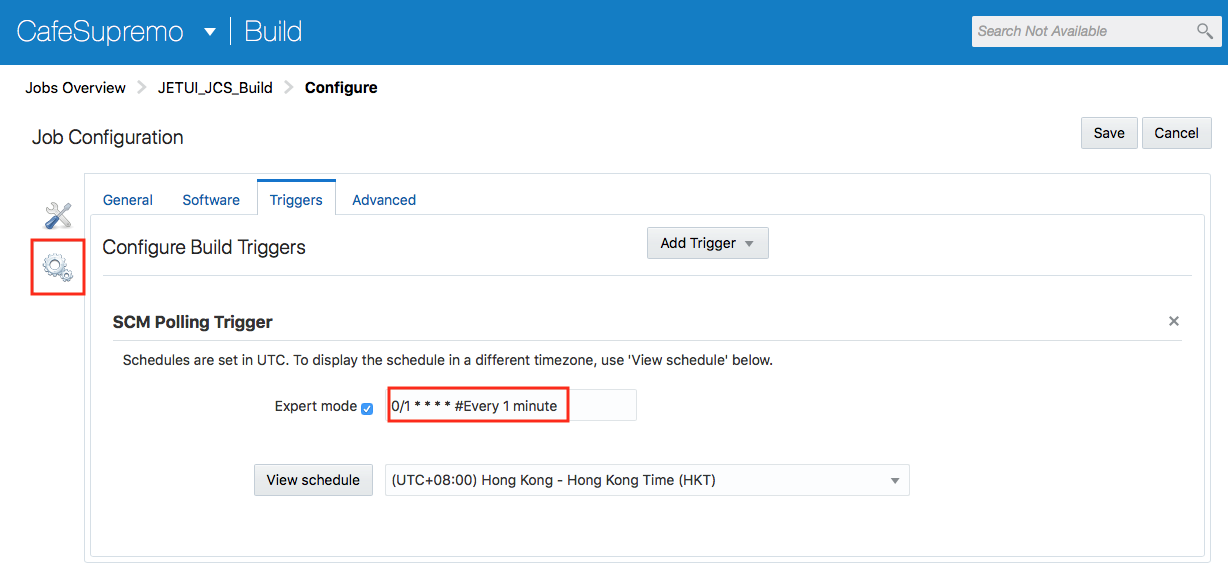 CafeSupremo Build Search Not Available
Jobs Overview JETUI_JCS_Build Configure
Job Configuration Save Cancel
General Software Triggers Advanced
Configure Build Triggers Add Trigger
SCM Polling Trigger
Schedules are set in UTC. To display the schedule in a different timezone, use 'View schedule' below.
Expert mode 0/1 * * * * #Every 1 minute
View schedule (UTC+08:00) Hong Kong - Hong Kong Time (HKT)